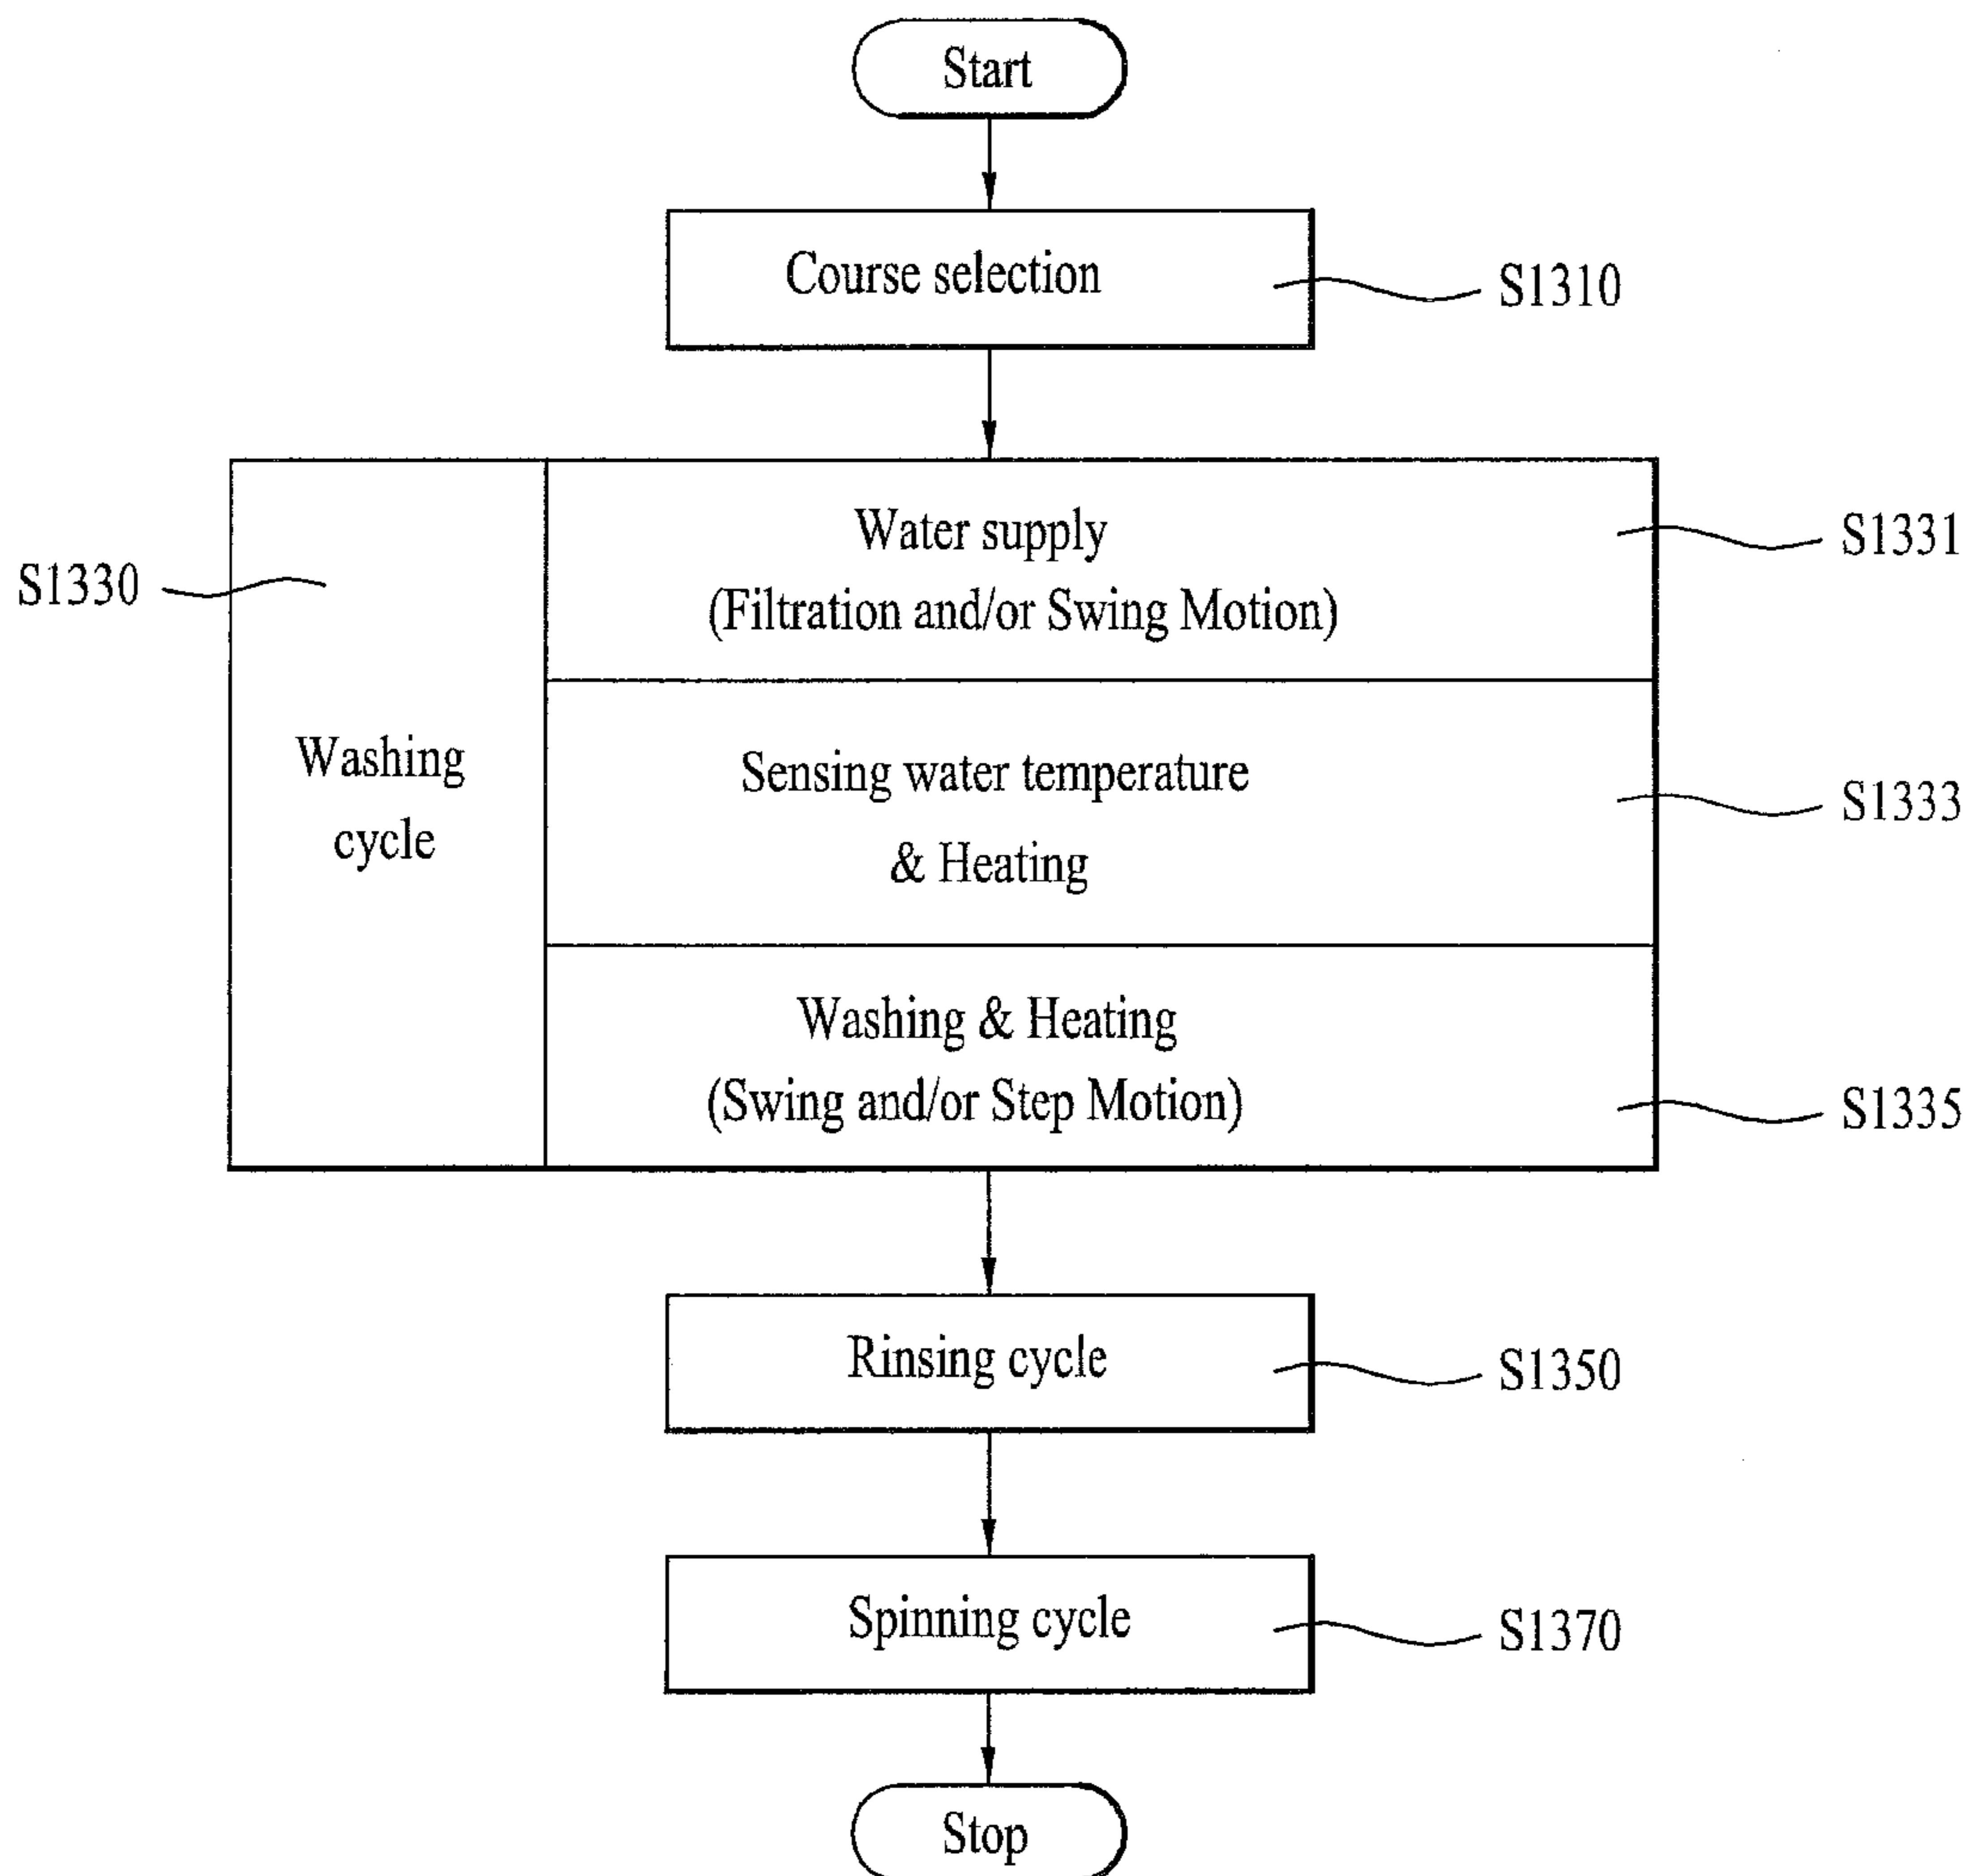 Start
Course selection
S1310
S1330
Washing
cycle
Water supply
(Filtration and/or Swing Motion)
S1331
Sensing water temperature
& Heating
S1333
Washing & Heating
(Swing and/or Step Motion)
S1335
Rinsing cycle
S1350
Spinning cycle
S1370
Stop